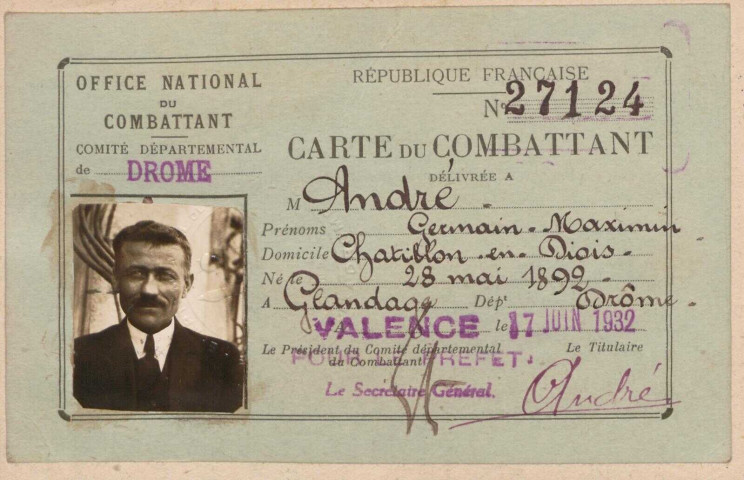 OFFICE NATIONAL
DU
COMBATTANT
COMITÉ DÉPARTEMENTAL
de DROME
RÉPUBLIQUE FRANÇAISE
N° 27124
CARTE DU COMBATTANT
DÉLIVRÉE A
M André
Prénoms Germain - Maximin
Domicile Chatillon-en-Diois
Né le 28 mai 1892
A Glandage Dépt Drôme
VALENCE le 17 JUIN 1932
Le Président du Comité départemental
du Combattant
Le Titulaire
POUR LE PREFET
Le Secrétaire Général.
André